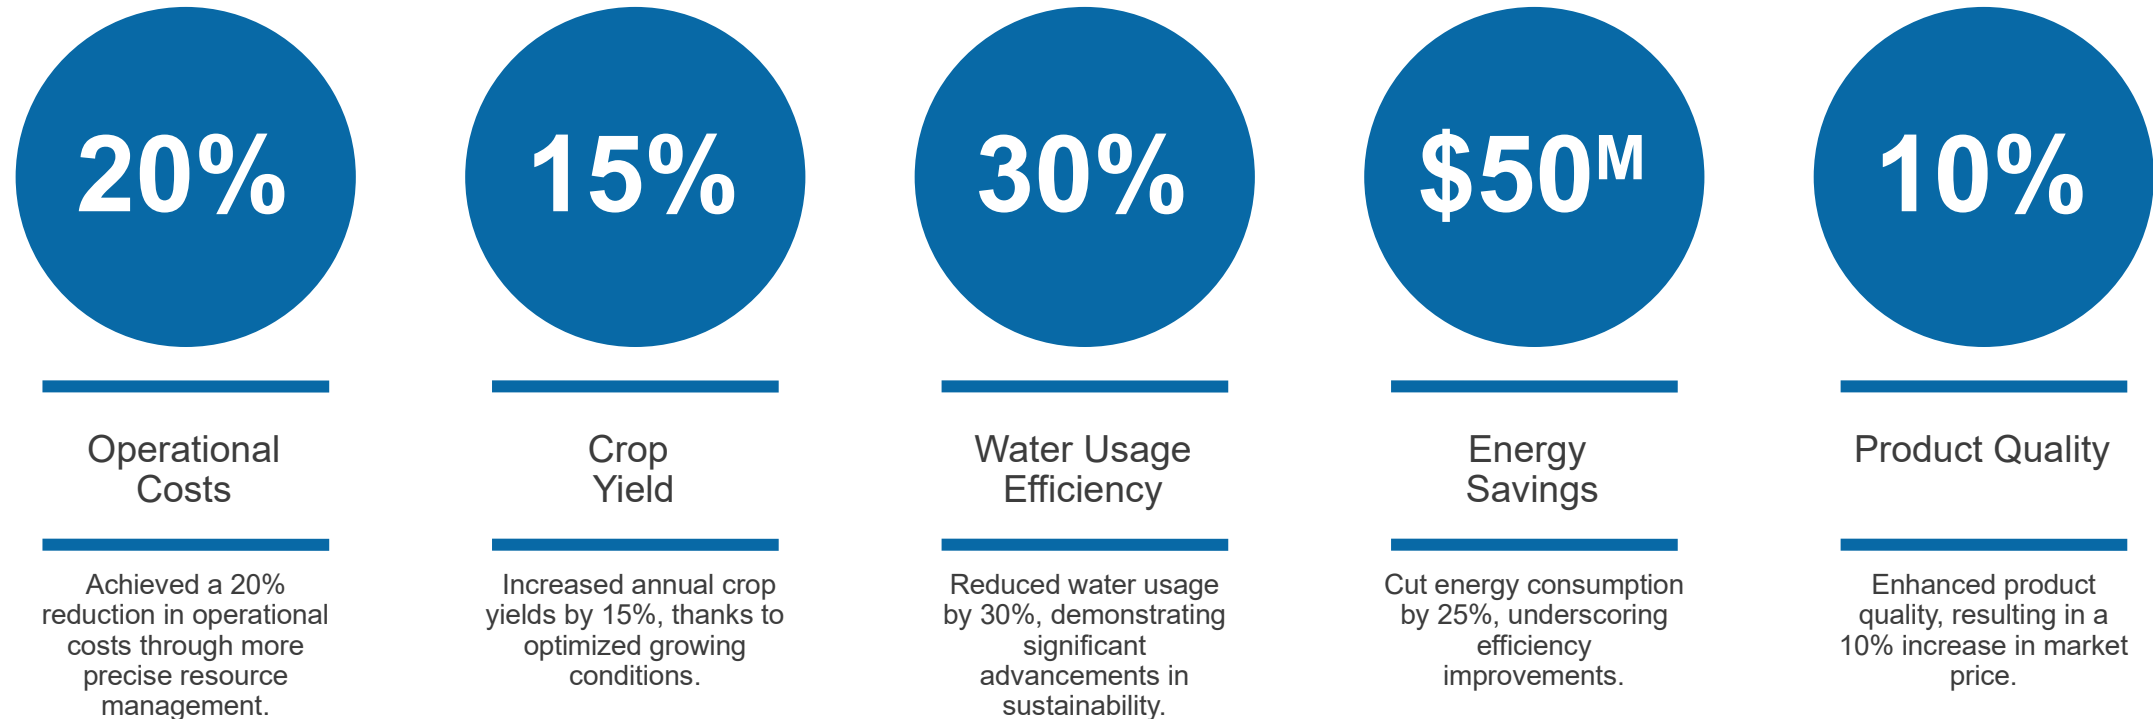 20%
15%
30%
$50M
10%
Operational
Costs
Crop
Yield
Water Usage
Efficiency
Energy
Savings
Product Quality
Achieved a 20%
reduction in operational
costs through more
precise resource
management.
Increased annual crop
yields by 15%, thanks to
optimized growing
conditions.
Reduced water usage
by 30%, demonstrating
significant
advancements in
sustainability.
Cut energy consumption
by 25%, underscoring
efficiency
improvements.
Enhanced product
quality, resulting in a
10% increase in market
price.